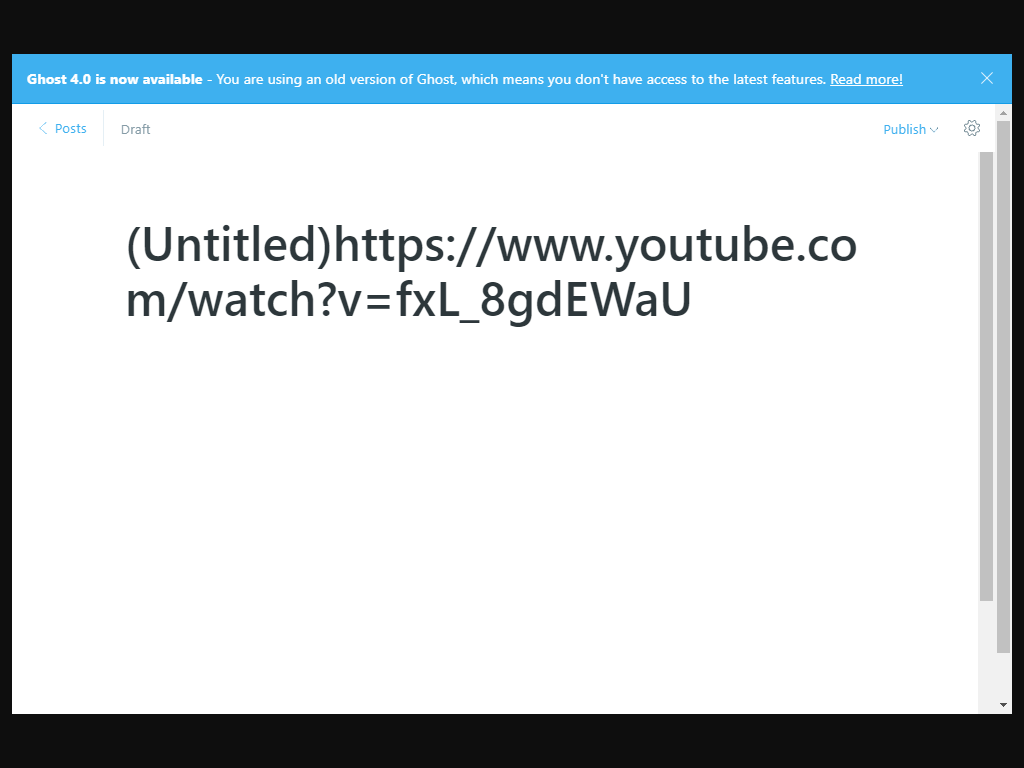 Ghost 4.0 is now available - You are using an old version of Ghost, which means you don't have access to the latest features. Read more!
Posts
Draft
Publish
(Untitled)https://www.youtube.co
m/watch?v=fxL_8gdEWaU